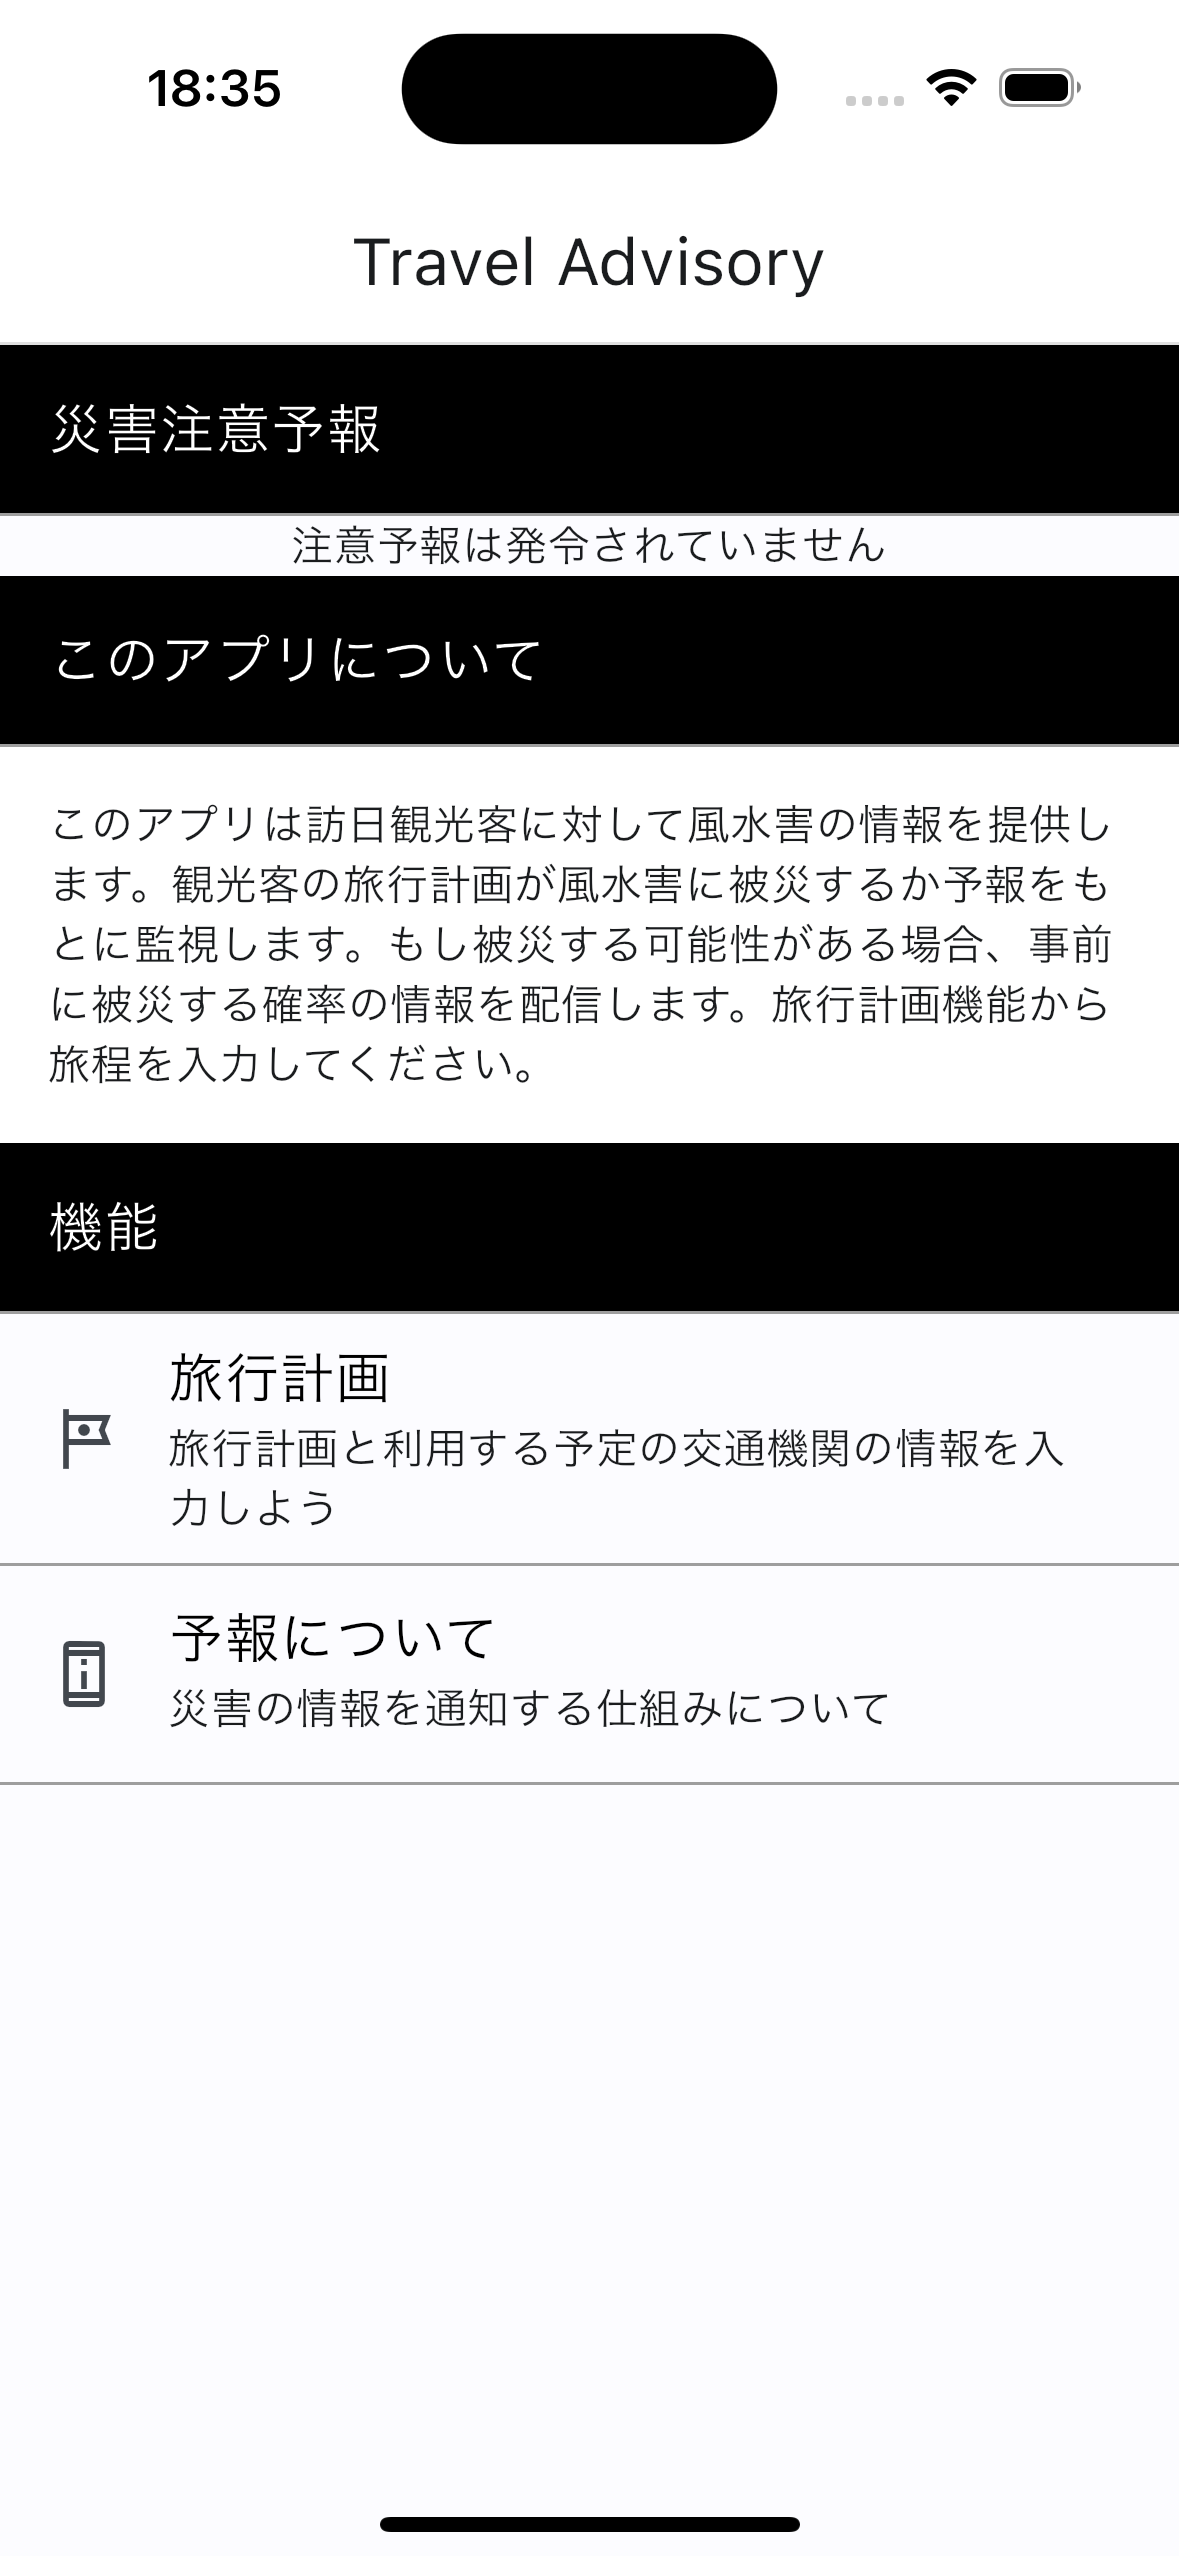 18:35
Travel Advisory
災害注意予報
注意予報は発令されていません
このアプリについて
このアプリは訪日観光客に対して風水害の情報を提供し
ます。観光客の旅行計画が風水害に被災するか予報をも
とに監視します。もし被災する可能性がある場合、事前
に被災する確率の情報を配信します。旅行計画機能から
旅程を入力してください。
機能
旅行計画
旅行計画と利用する予定の交通機関の情報を入
力しよう
予報について
災害の情報を通知する仕組みについて